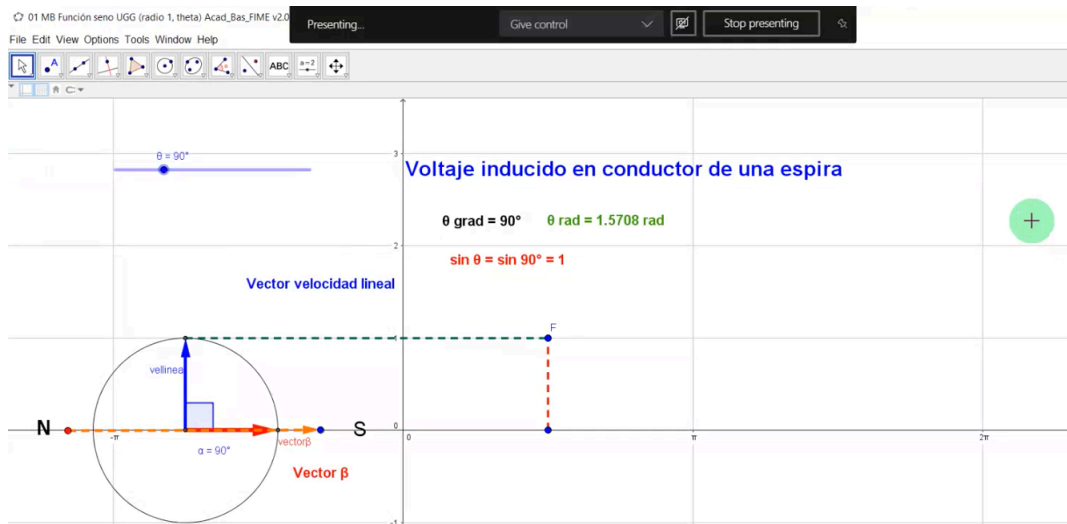 01 MB Función seno UGG (radio 1, theta) Acad_Bas_FIME v2.0
Presenting...
Give control
Stop presenting
File Edit View Options Tools Window Help
A
ABC
a=2
θ = 90°
3
Voltaje inducido en conductor de una espira
θ grad = 90°
θ rad = 1.5708 rad
2
sin θ = sin 90° = 1
Vector velocidad lineal
F
1
vellinea
N
S
0
-π
0
π
2π
vectorβ
α = 90°
Vector β
-1